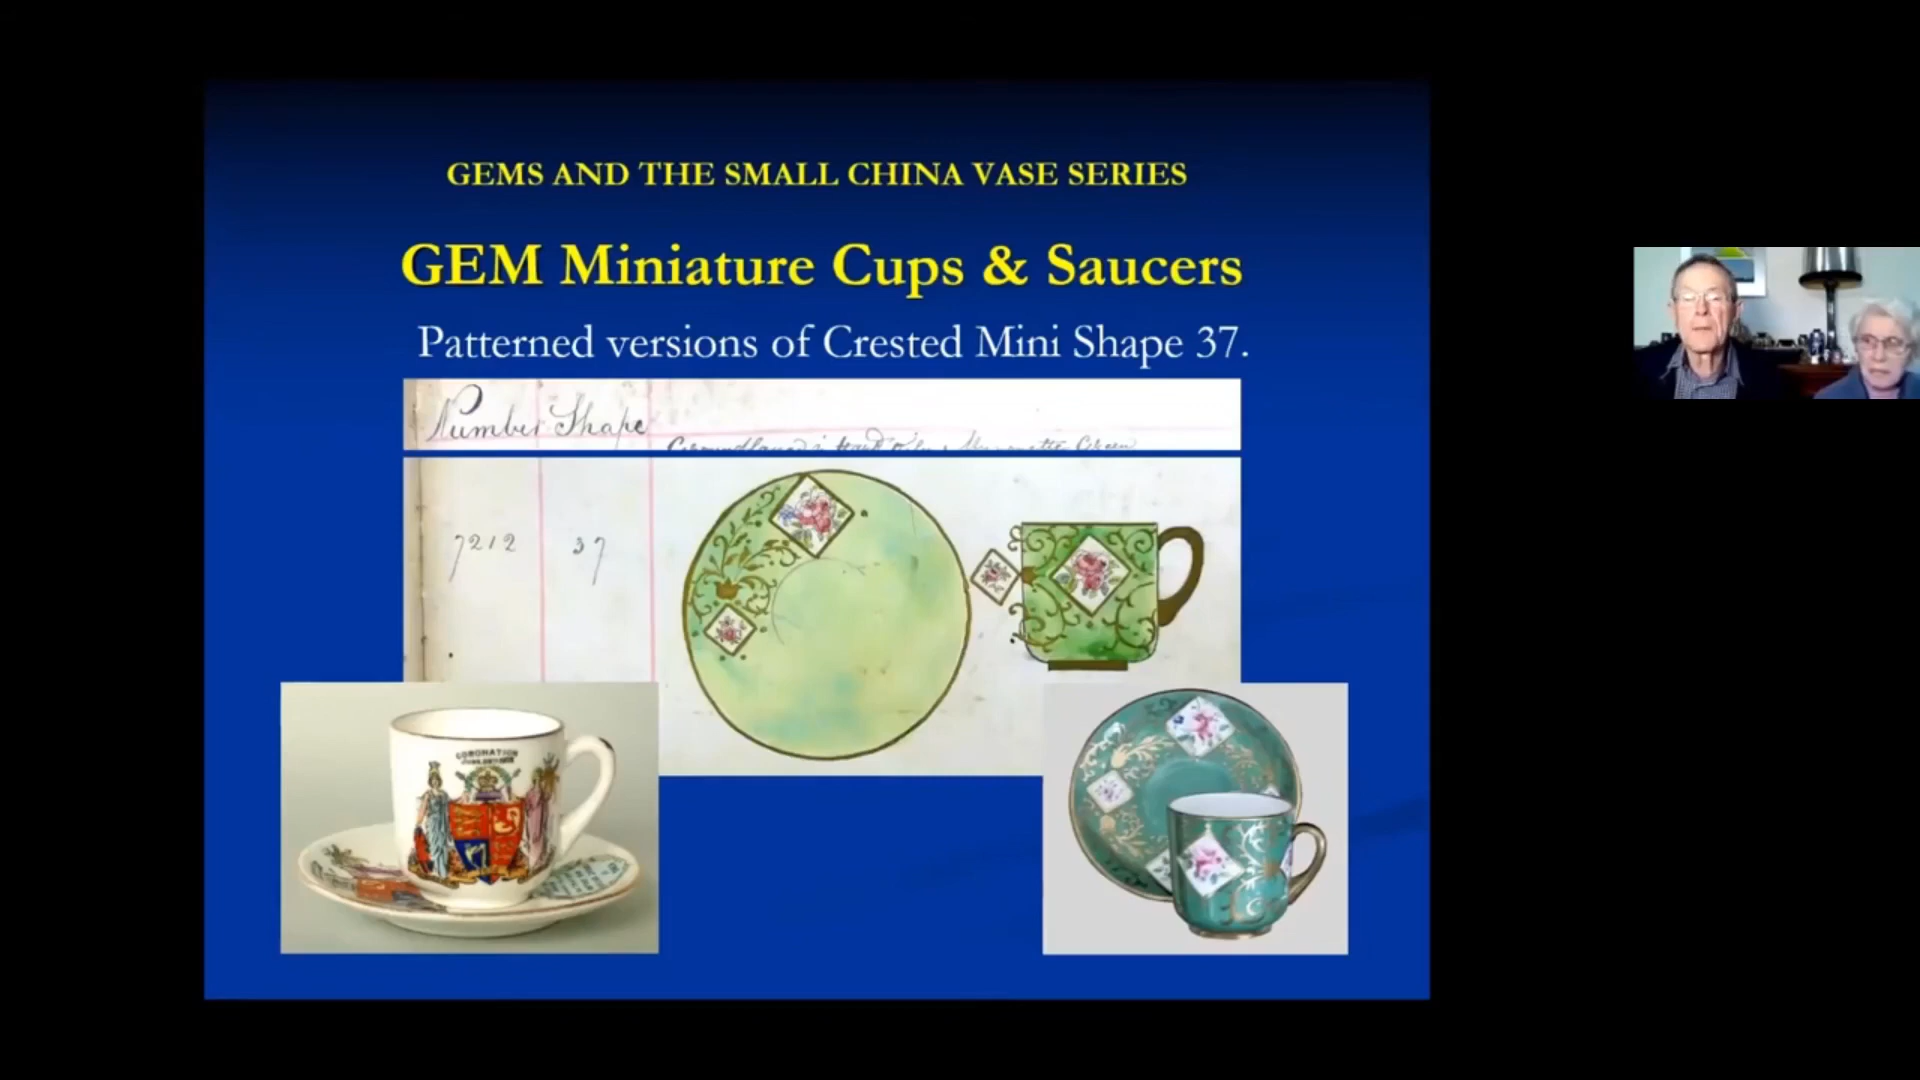 GEMS AND THE SMALL CHINA VASE SERIES
GEM Miniature Cups & Saucers
Patterned versions of Crested Mini Shape 37.
Number Shape
7212 37
CORONATION